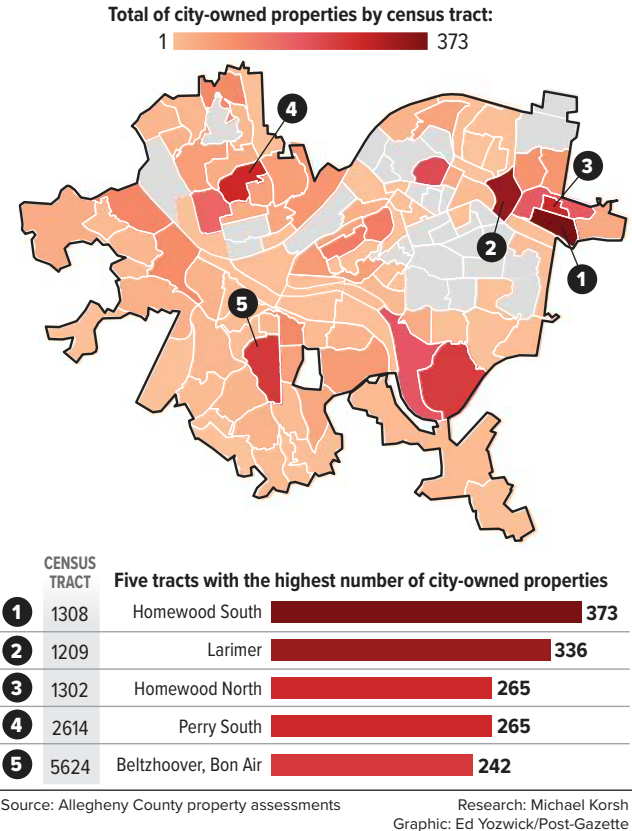 Total of city-owned properties by census tract:
1 373
4
3
2
1
5
CENSUS
TRACT
Five tracts with the highest number of city-owned properties
1 1308 Homewood South 373
2 1209 Larimer 336
3 1302 Homewood North 265
4 2614 Perry South 265
5 5624 Beltzhoover, Bon Air 242
Source: Allegheny County property assessments
Research: Michael Korsh
Graphic: Ed Yozwick/Post-Gazette